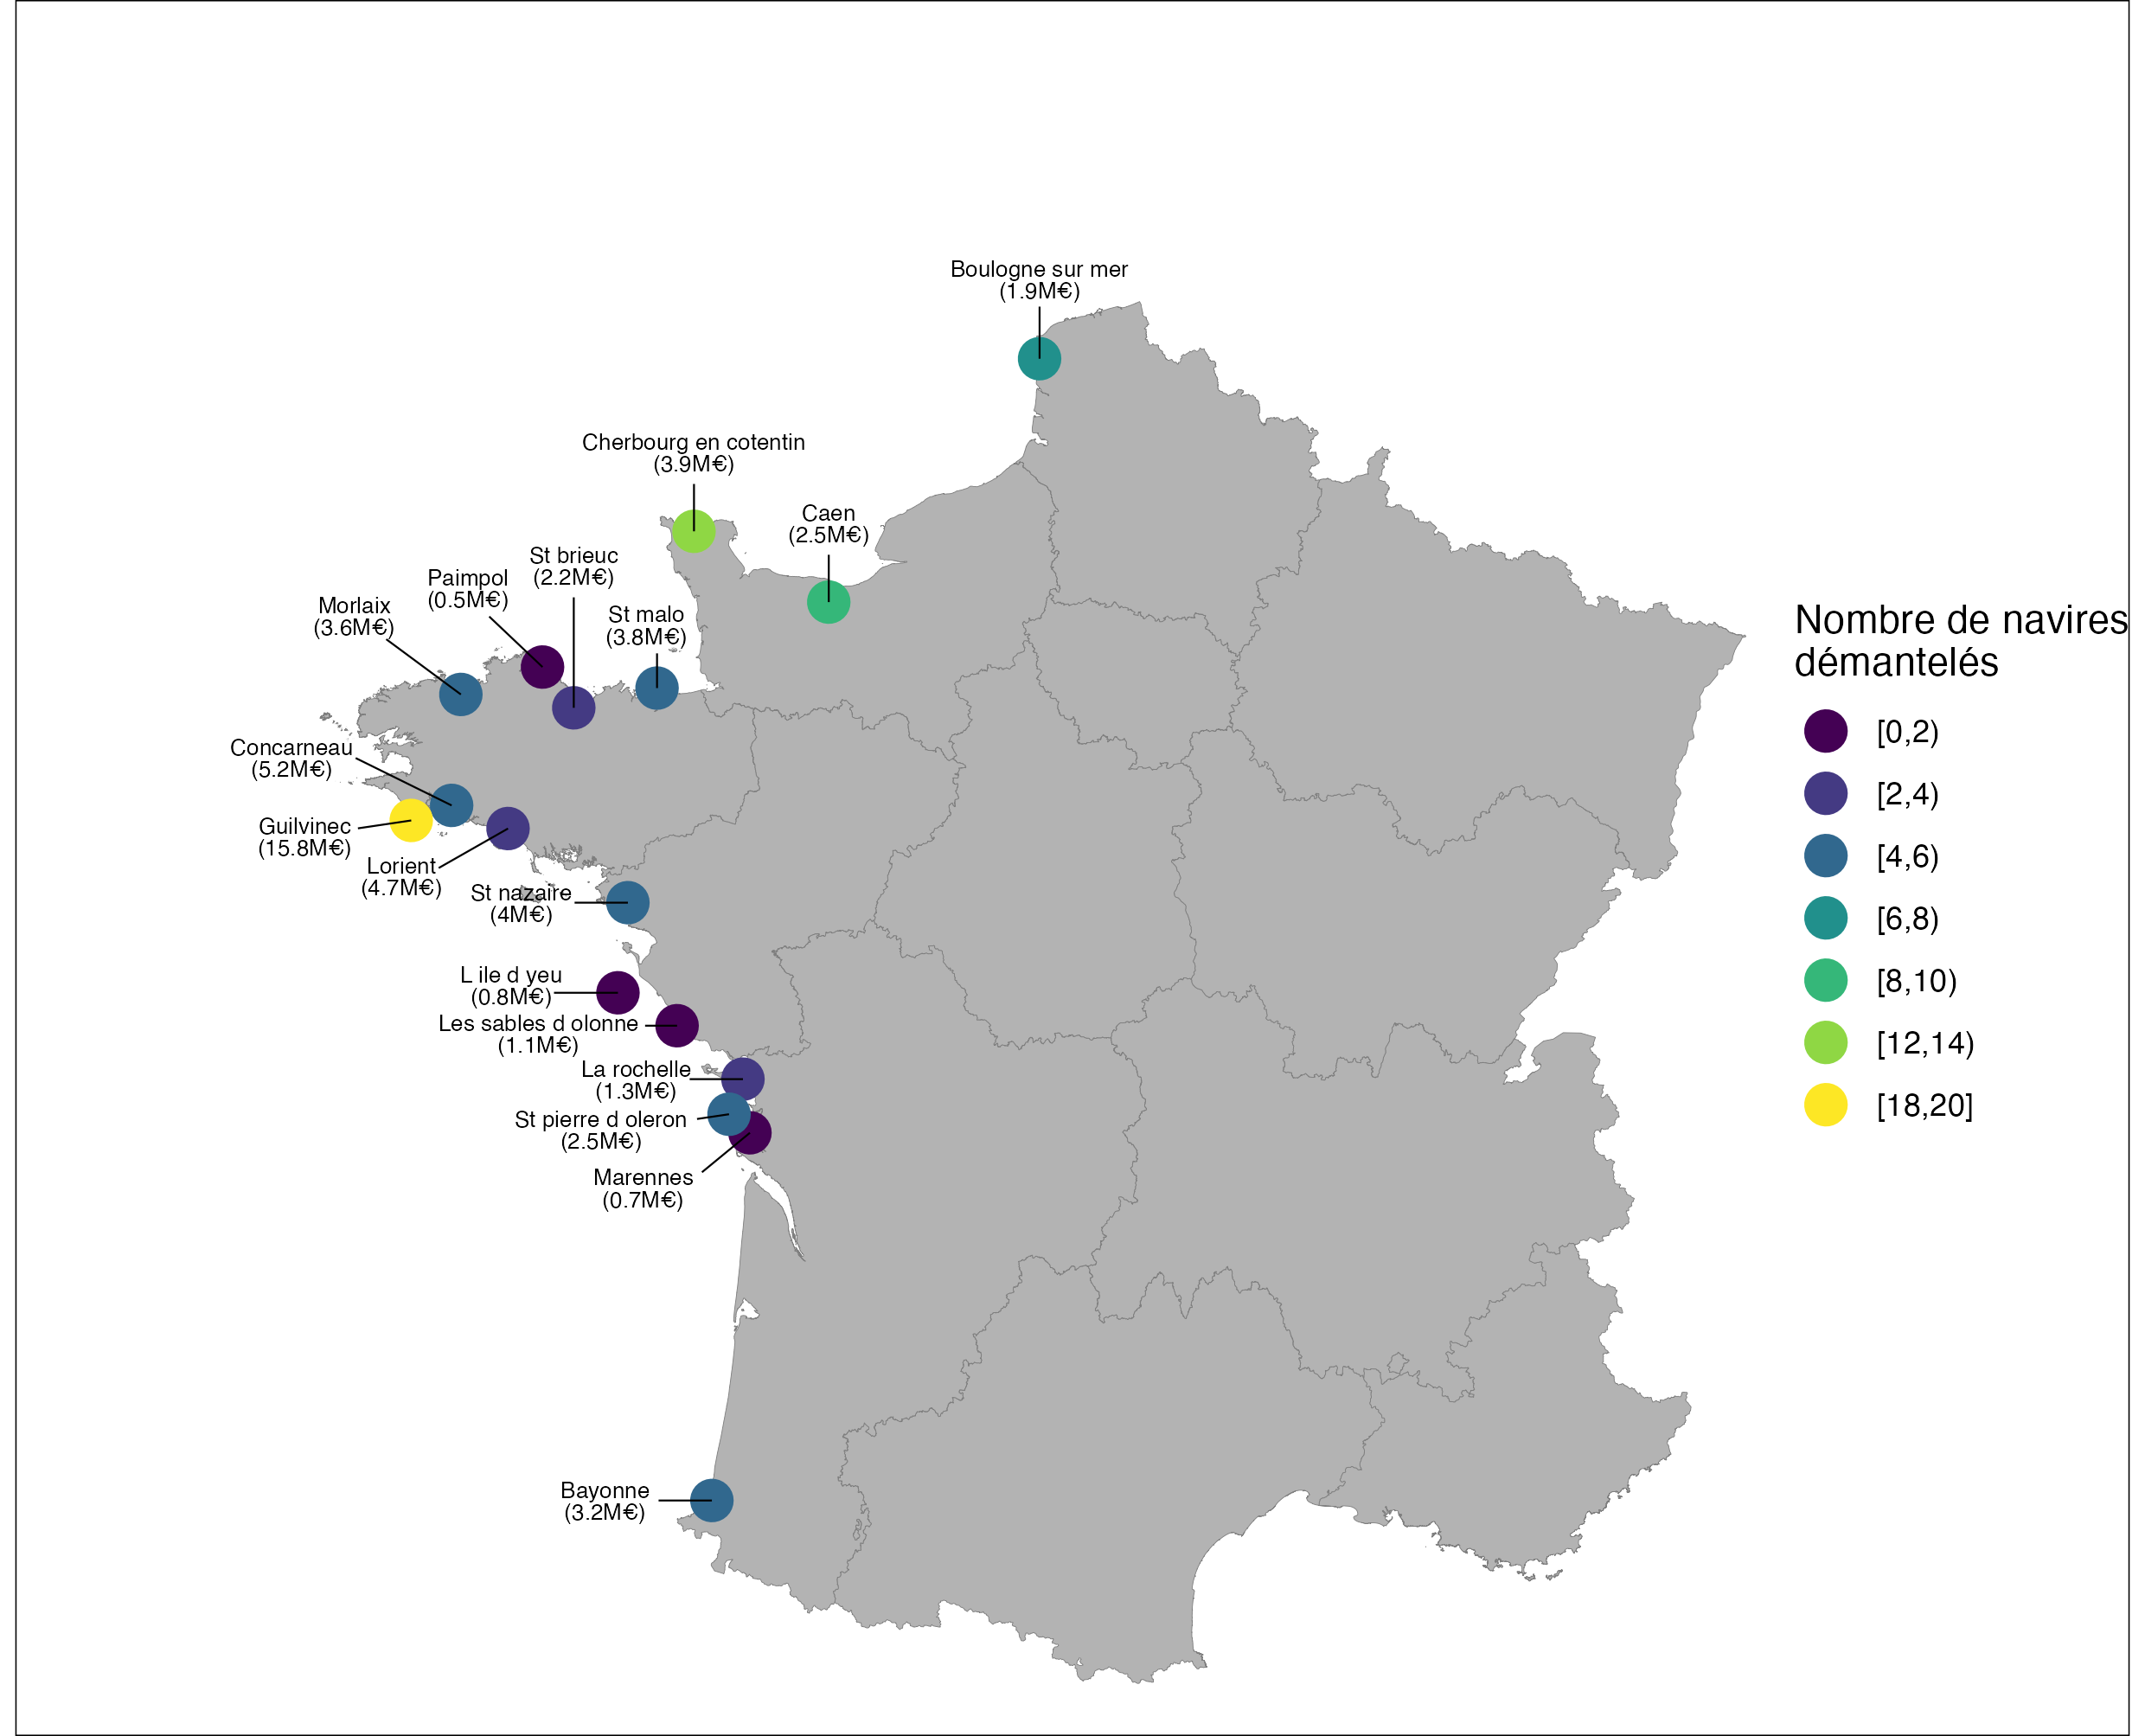 Boulogne sur mer
(1.9M€)
Cherbourg en cotentin
(3.9M€)
Caen
(2.5M€)
St brieuc
(2.2M€)
Paimpol
(0.5M€)
Morlaix
(3.6M€)
St malo
(3.8M€)
Concarneau
(5.2M€)
Guilvinec
(15.8M€)
Lorient
(4.7M€)
St nazaire
(4M€)
L ile d yeu
(0.8M€)
Les sables d olonne
(1.1M€)
La rochelle
(1.3M€)
St pierre d oleron
(2.5M€)
Marennes
(0.7M€)
Bayonne
(3.2M€)
Nombre de navires
démantelés
[0,2)
[2,4)
[4,6)
[6,8)
[8,10)
[12,14)
[18,20]